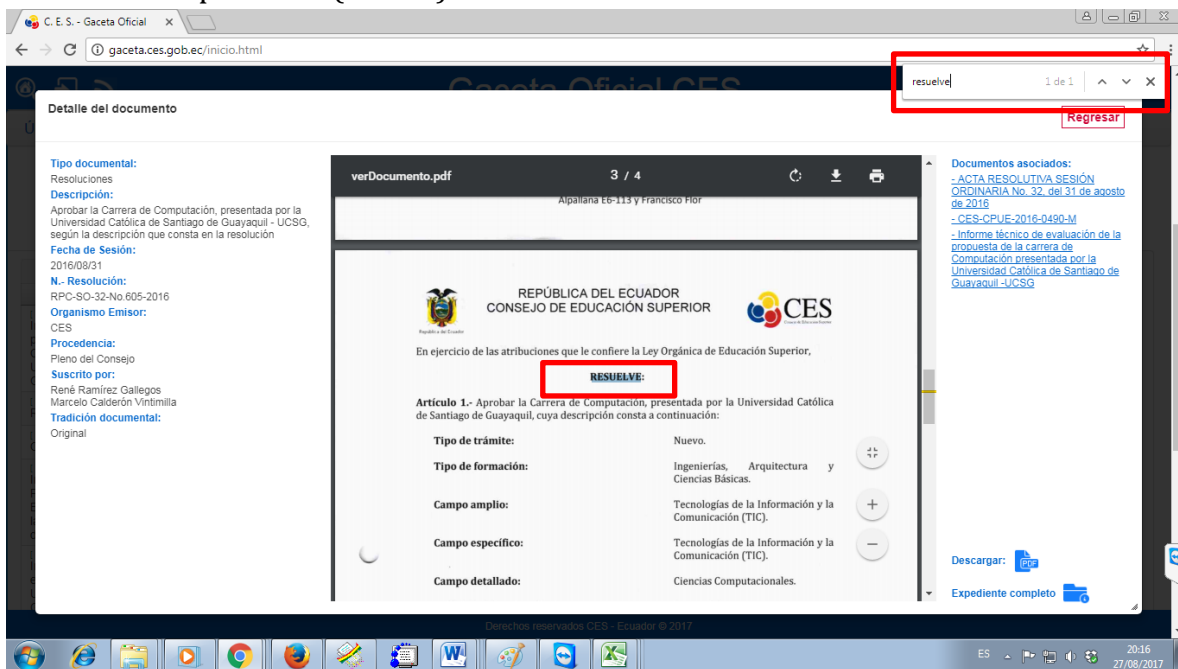 C. E. S. - Gaceta Oficial
gaceta.ces.gob.ec/inicio.html
resuelve
1 de 1
Gaceta Oficial CES
Detalle del documento
Regresar
Tipo documental:
Resoluciones
Descripción:
Aprobar la Carrera de Computación, presentada por la
Universidad Católica de Santiago de Guayaquil - UCSG,
según la descripción que consta en la resolución
Fecha de Sesión:
2016/08/31
N.- Resolución:
RPC-SO-32-No.605-2016
Organismo Emisor:
CES
Procedencia:
Pleno del Consejo
Suscrito por:
René Ramírez Gallegos
Marcelo Calderón Vintimilla
Tradición documental:
Original
verDocumento.pdf
3 / 4
Alpallana E6-113 y Francisco Flor
REPÚBLICA DEL ECUADOR
CONSEJO DE EDUCACIÓN SUPERIOR
República del Ecuador
CES
En ejercicio de las atribuciones que le confiere la Ley Orgánica de Educación Superior,
RESUELVE:
Artículo 1.- Aprobar la Carrera de Computación, presentada por la Universidad Católica
de Santiago de Guayaquil, cuya descripción consta a continuación:
Tipo de trámite: Nuevo.
Tipo de formación: Ingenierías, Arquitectura y
Ciencias Básicas.
Campo amplio: Tecnologías de la Información y la
Comunicación (TIC).
Campo específico: Tecnologías de la Información y la
Comunicación (TIC).
Campo detallado: Ciencias Computacionales.
Documentos asociados:
- ACTA RESOLUTIVA SESIÓN
ORDINARIA No. 32, del 31 de agosto
de 2016
- CES-CPUE-2016-0490-M
- Informe técnico de evaluación de la
propuesta de la carrera de
Computación presentada por la
Universidad Católica de Santiago de
Guayaquil -UCSG
Descargar:
PDF
Expediente completo
Derechos reservados CES - Ecuador © 2017
ES
20:16
27/08/2017